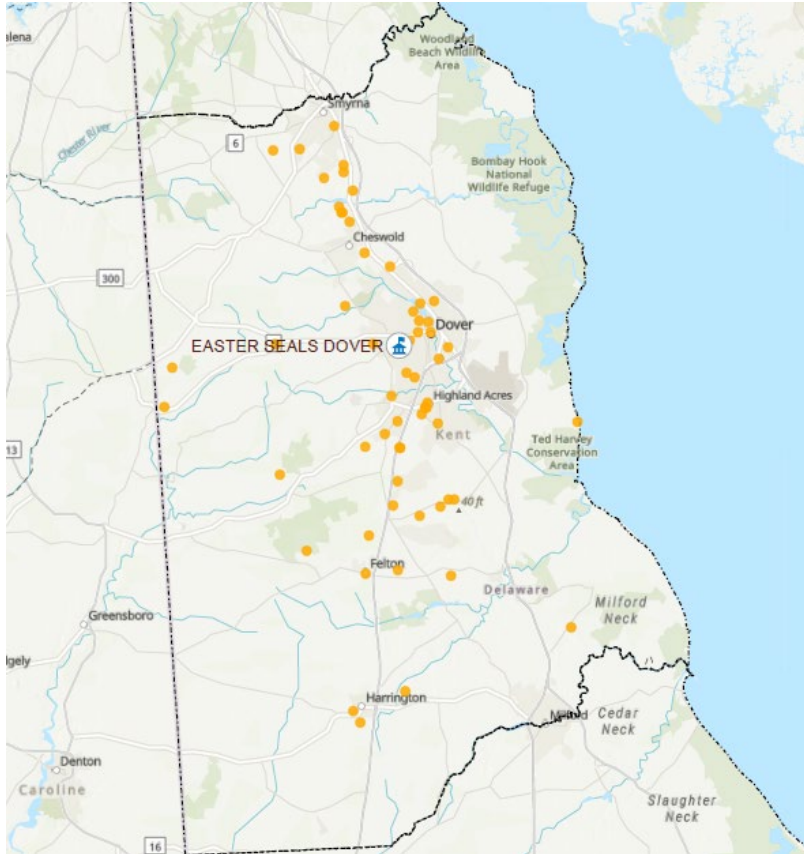 alena
Woodland
Beach Wildlife
Area
Smyrna
Chester River
6
Bombay Hook
National
Wildlife Refuge
Cheswold
300
Dover
EASTER SEALS DOVER
Highland Acres
Kent
Ted Harvey
Conservation
Area
13
40 ft
Felton
Delaware
Milford
Neck
Greensboro
gely
Harrington
Milford
Cedar
Neck
Denton
Caroline
Slaughter
Neck
16